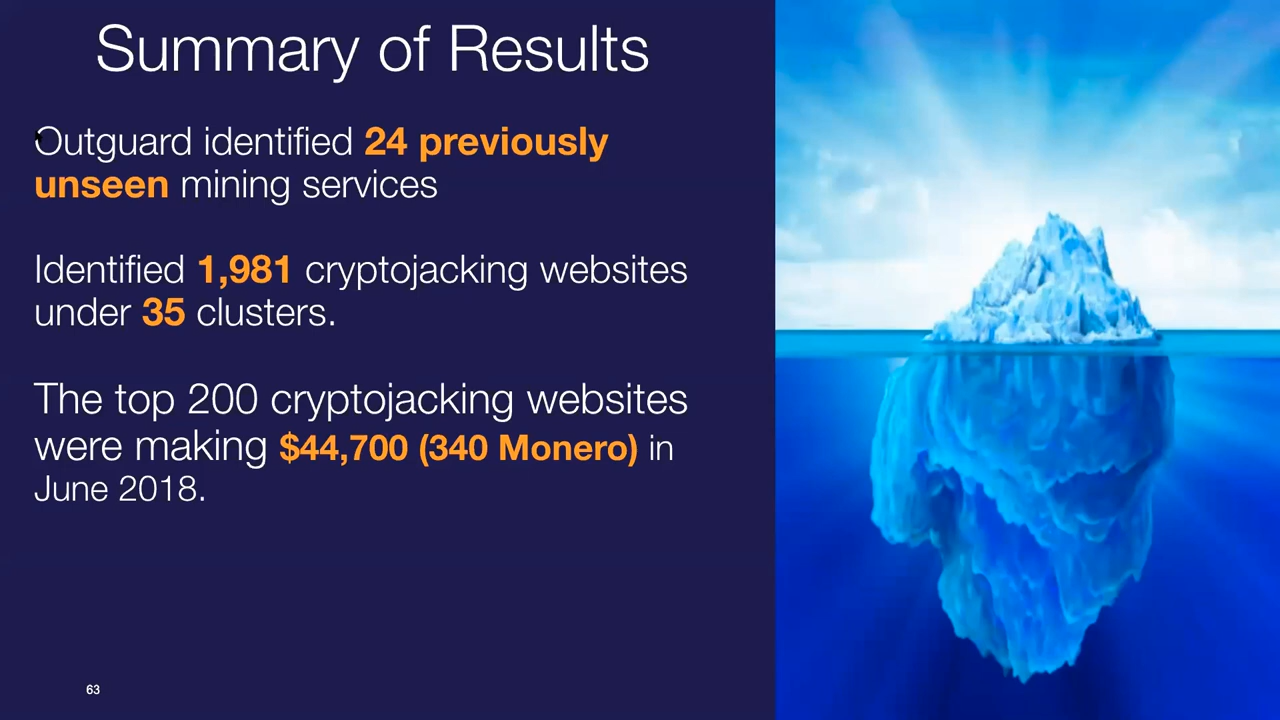 Summary of Results
Outguard identified 24 previously
unseen mining services
Identified 1,981 cryptojacking websites
under 35 clusters.
The top 200 cryptojacking websites
were making $44,700 (340 Monero) in
June 2018.
63